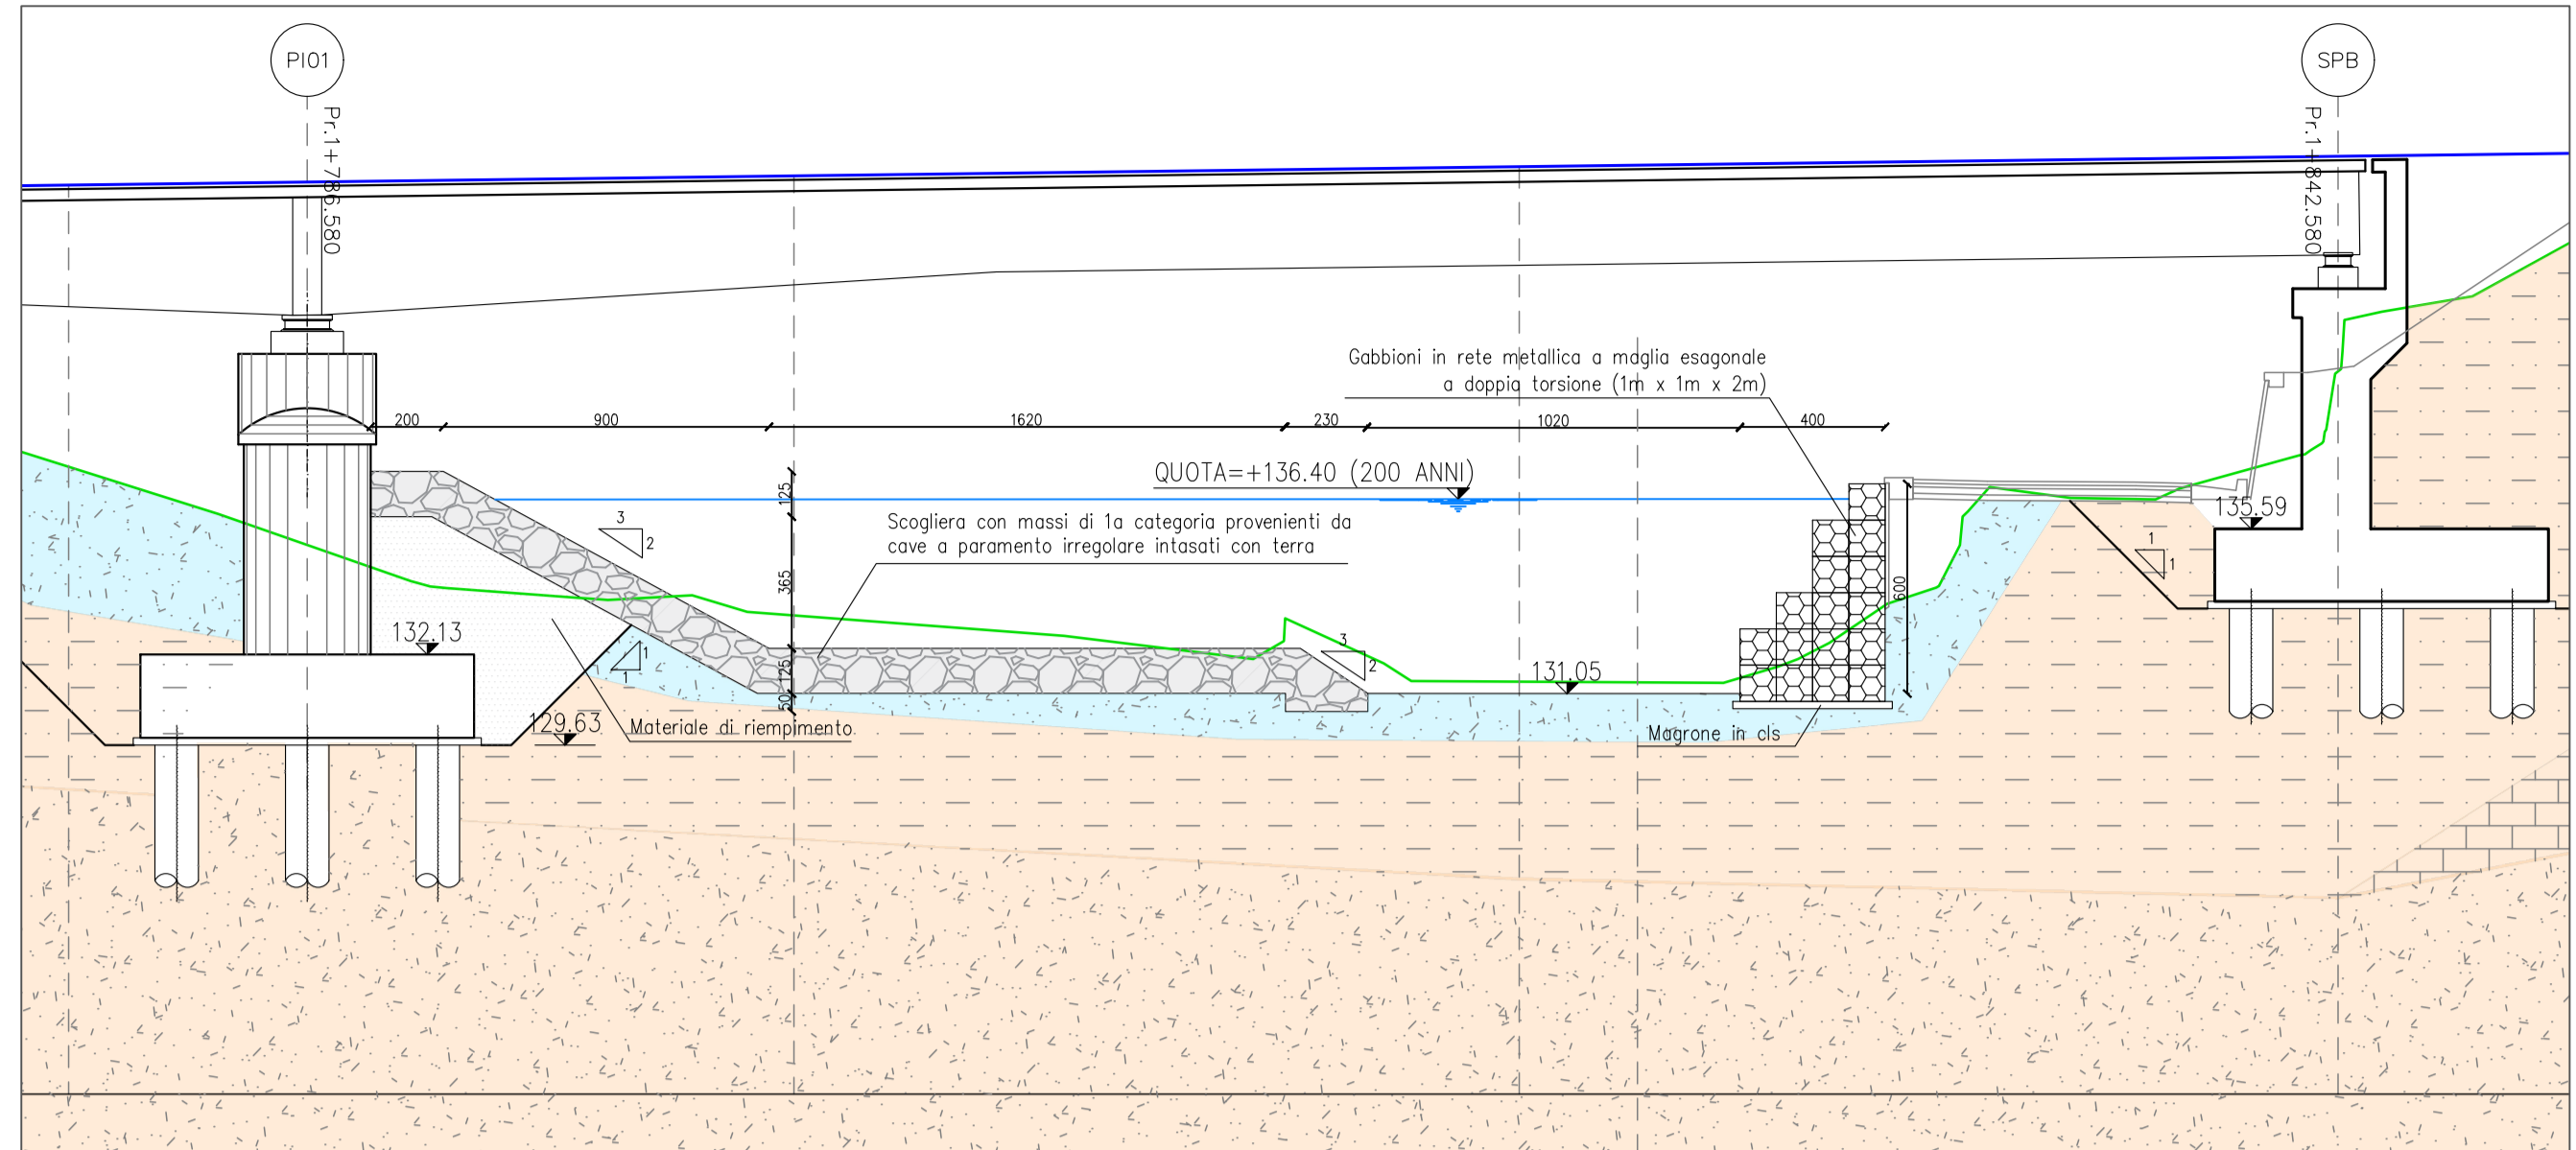 PI01
SPB
Pr.1+786.580
Pr.1+842.580
Gabbioni in rete metallica a maglia esagonale
a doppia torsione (1m x 1m x 2m)
200
900
1620
230
1020
400
QUOTA=+136.40 (200 ANNI)
125
Scogliera con massi di 1a categoria provenienti da
cave a paramento irregolare intasati con terra
3
2
135.59
365
1
1
600
132.13
3
2
1
1
131.05
125
50
129.63
Materiale di riempimento
Magrone in cls